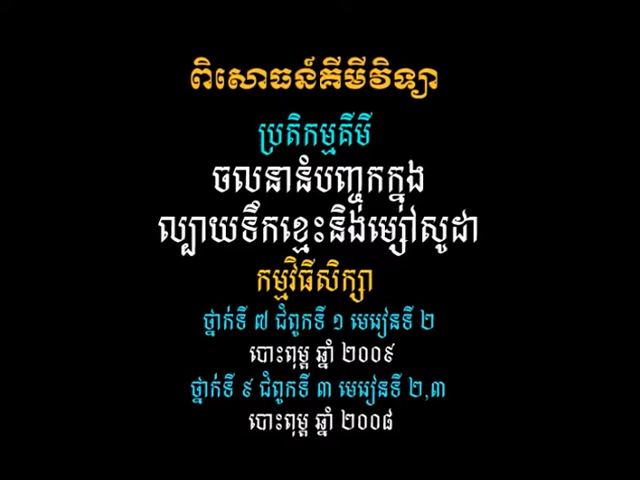 ពិសោធន៍គីមីវិទ្យា
ប្រតិកម្មគីមី
ចលនានំបញ្ចុកក្នុង
ល្បាយទឹកខ្មេះនិងម្សៅសូដា
កម្មវិធីសិក្សា
ថ្នាក់ទី ៧ ជំពូកទី ១ មេរៀនទី ២
បោះពុម្ព ឆ្នាំ ២០០៩
ថ្នាក់ទី ៩ ជំពូកទី ៣ មេរៀនទី ២,៣
បោះពុម្ព ឆ្នាំ ២០០៨